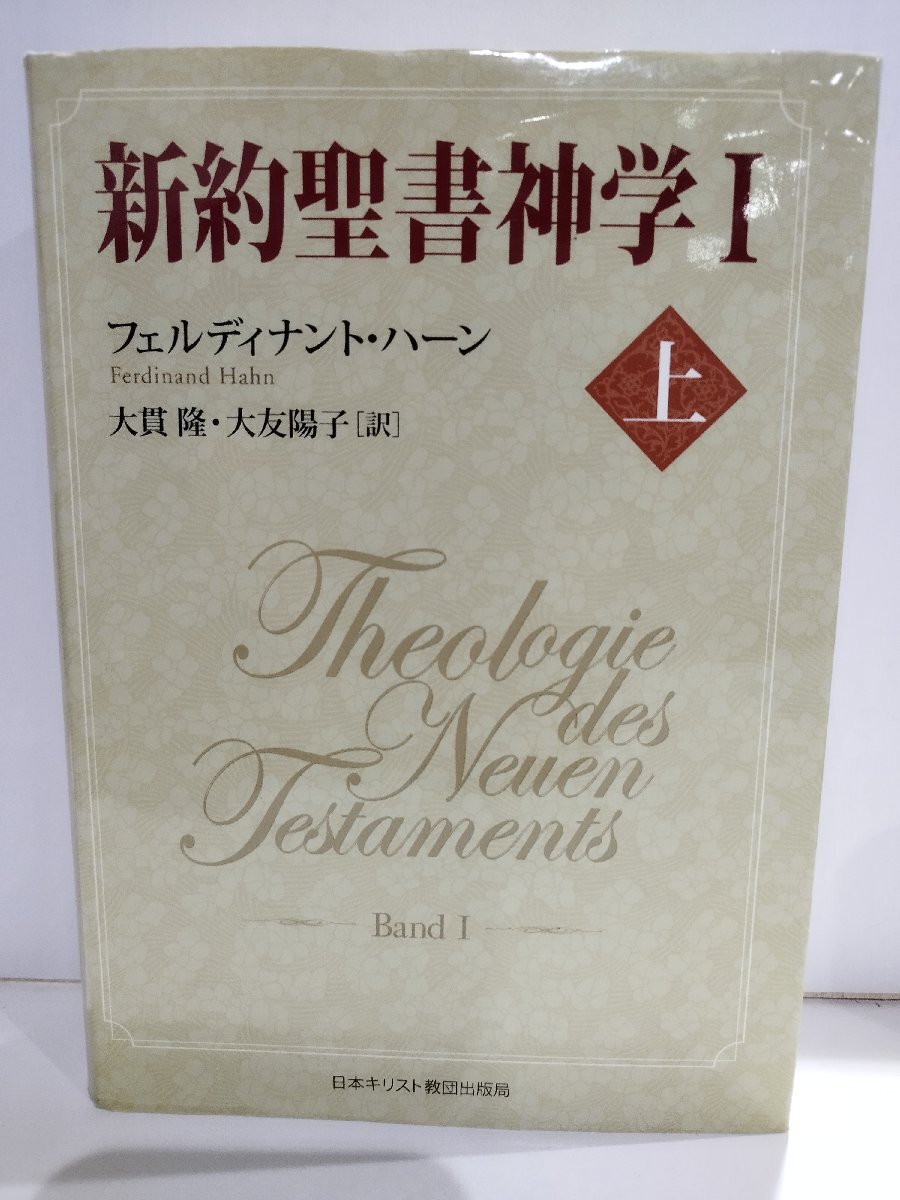 新約聖書神学 I
フェルディナント・ハーン
Ferdinand Hahn
上
大貫 隆・大友陽子［訳］
Theologie
des
Neuen
Testaments
Band I
日本キリスト教団出版局